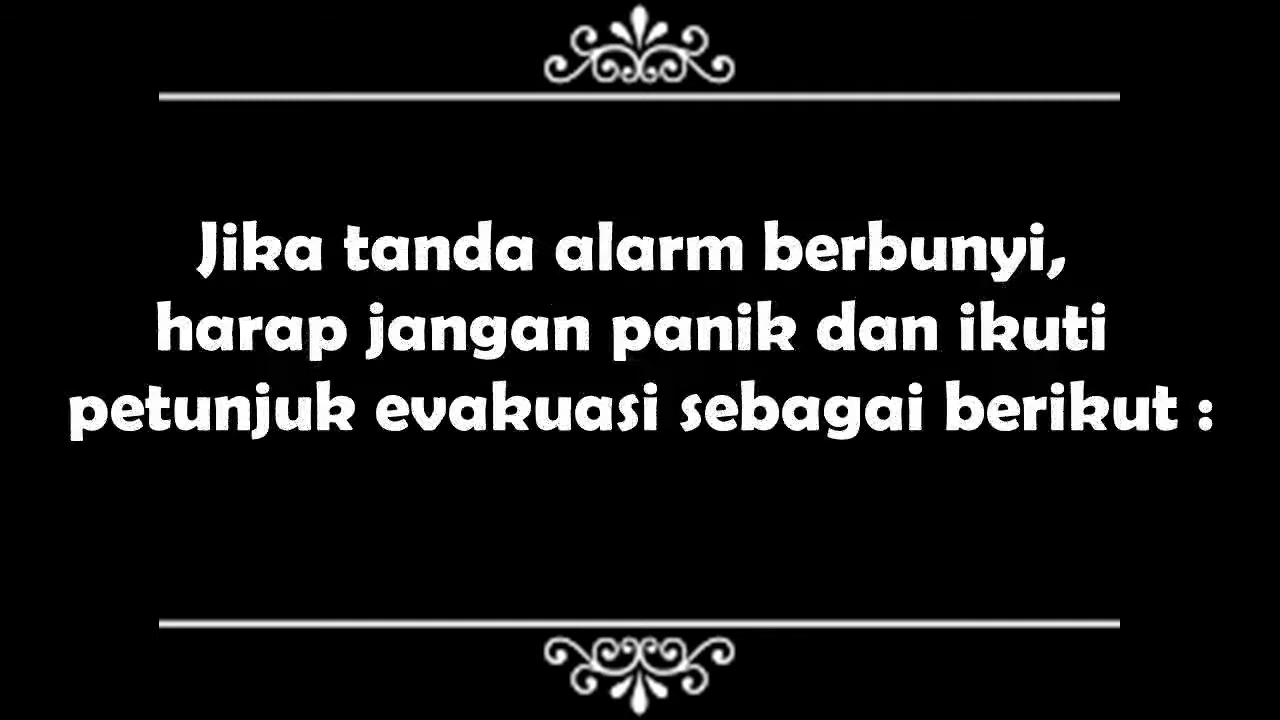 Jika tanda alarm berbunyi,
harap jangan panik dan ikuti
petunjuk evakuasi sebagai berikut :